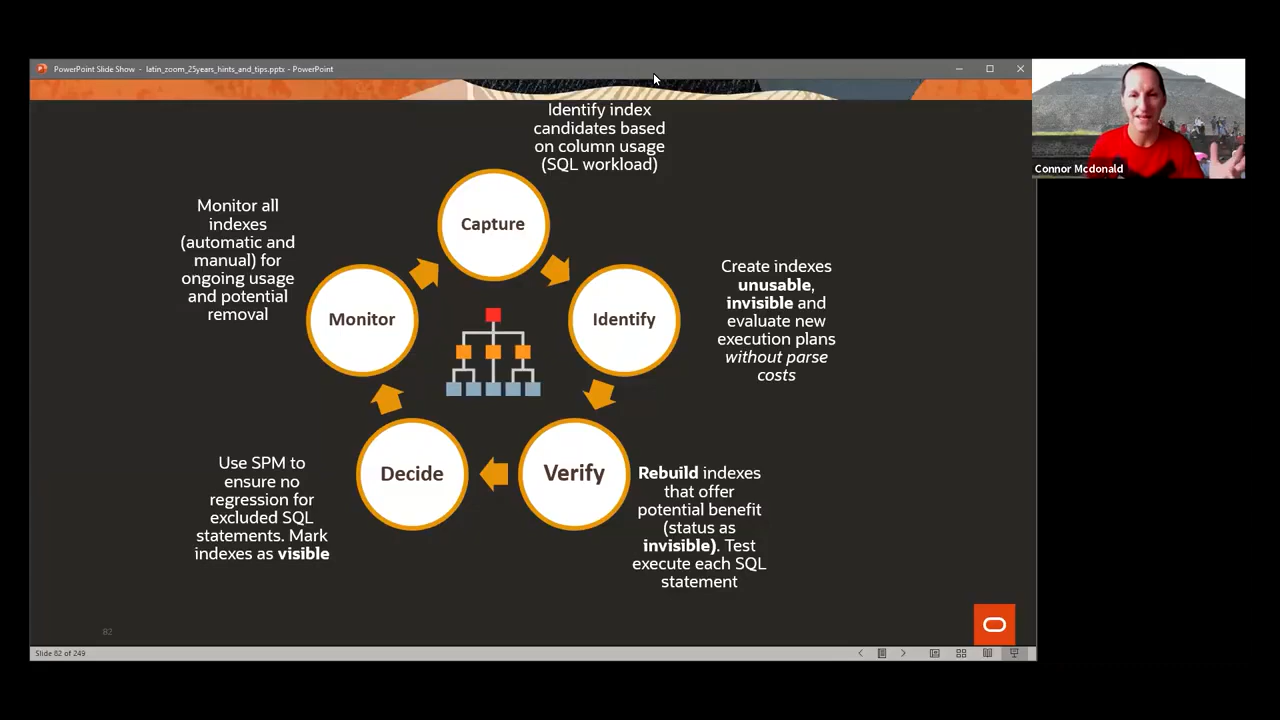 PowerPoint Slide Show - latin_zoom_25years_hints_and_tips.pptx - PowerPoint
Connor Mcdonald
Identify index
candidates based
on column usage
(SQL workload)
Capture
Monitor all
indexes
(automatic and
manual) for
ongoing usage
and potential
removal
Monitor
Identify
Create indexes
unusable,
invisible and
evaluate new
execution plans
without parse
costs
Decide
Verify
Use SPM to
ensure no
regression for
excluded SQL
statements. Mark
indexes as visible
Rebuild indexes
that offer
potential benefit
(status as
invisible). Test
execute each SQL
statement
82
Slide 82 of 249